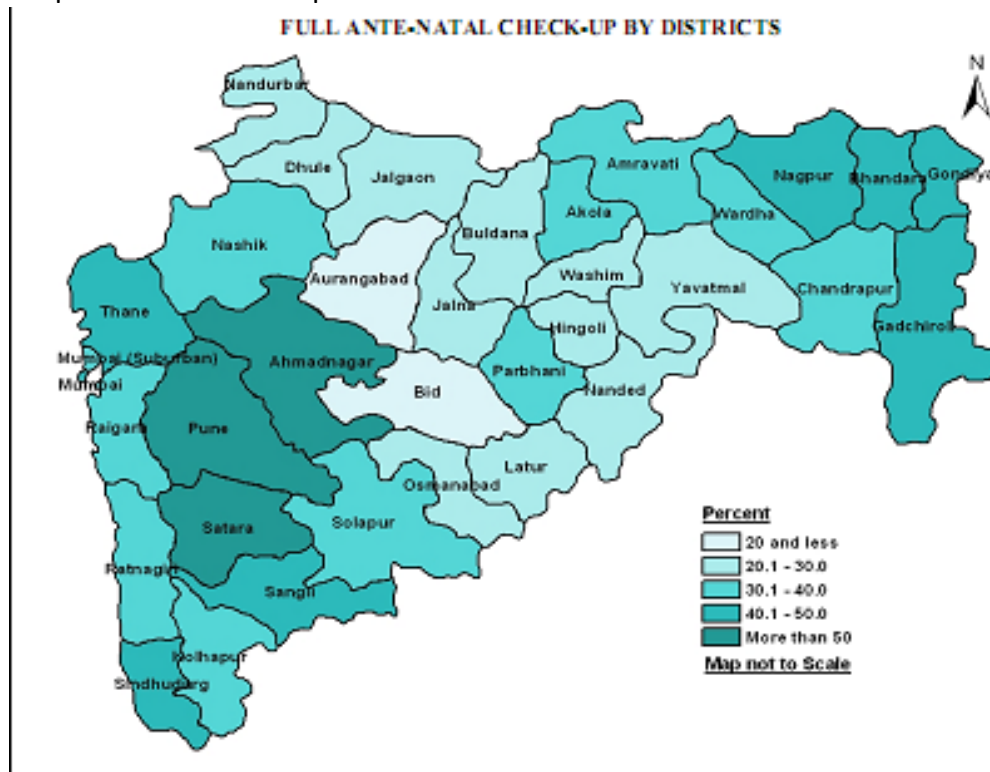 FULL ANTE-NATAL CHECK-UP BY DISTRICTS
N
Nandurbar
Dhule
Jalgaon
Amravati
Nagpur
Bhandara
Gondiya
Akola
Wardha
Buldana
Nashik
Aurangabad
Washim
Yavatmal
Chandrapur
Jalna
Thane
Hingoli
Gadchiroli
Mumbai (Suburban)
Ahmadnagar
Parbhani
Mumbai
Bid
Nanded
Raigarh
Pune
Latur
Osmanabad
Satara
Solapur
Ratnagiri
Sangli
Kolhapur
Sindhudurg
Percent
20 and less
20.1 - 30.0
30.1 - 40.0
40.1 - 50.0
More than 50
Map not to Scale